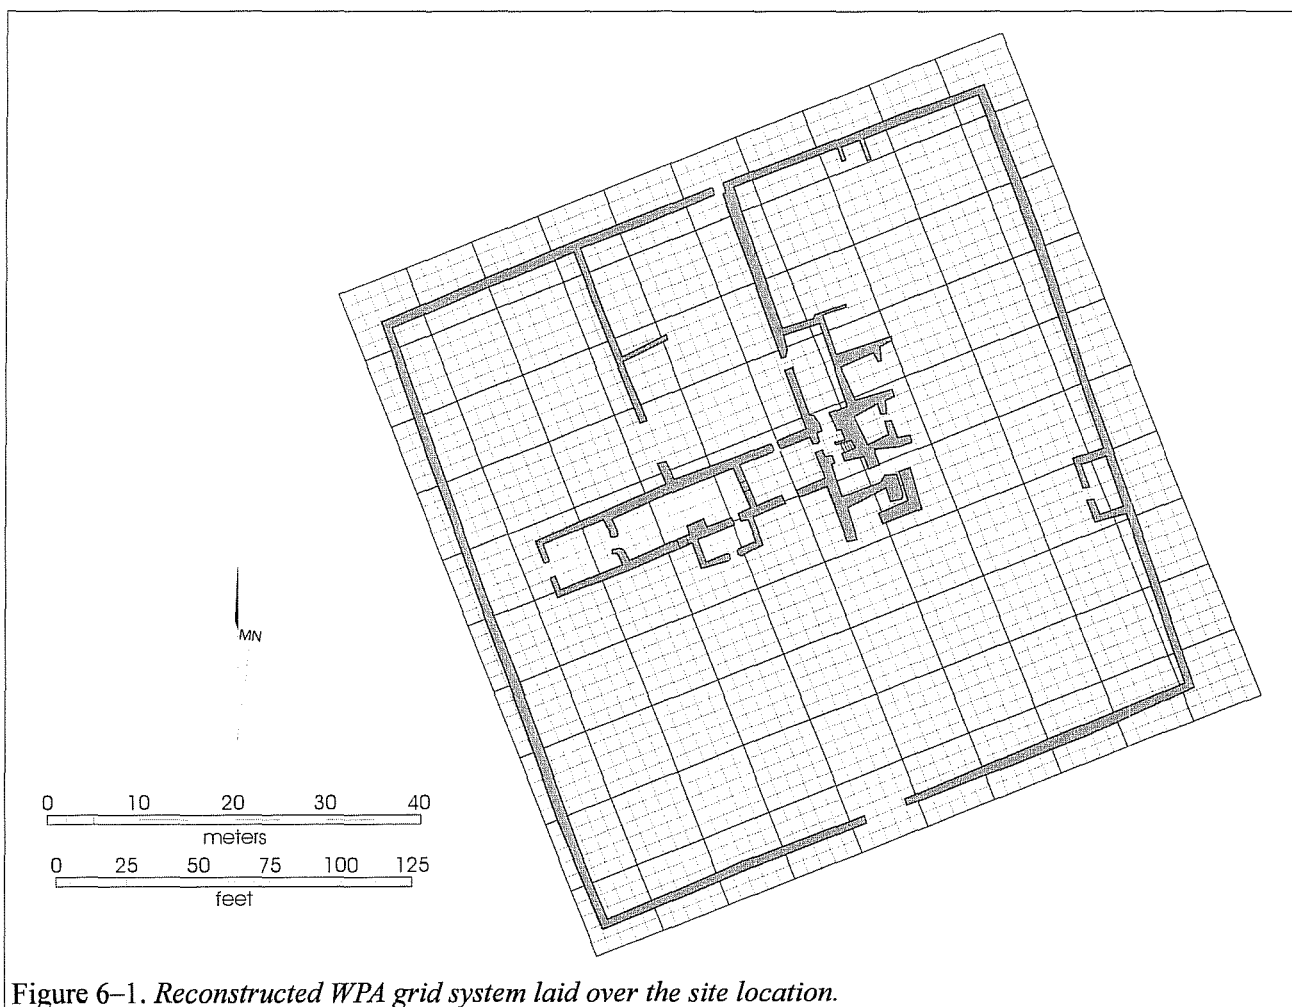 MN
0 10 20 30 40
meters
0 25 50 75 100 125
feet
Figure 6–1. Reconstructed WPA grid system laid over the site location.